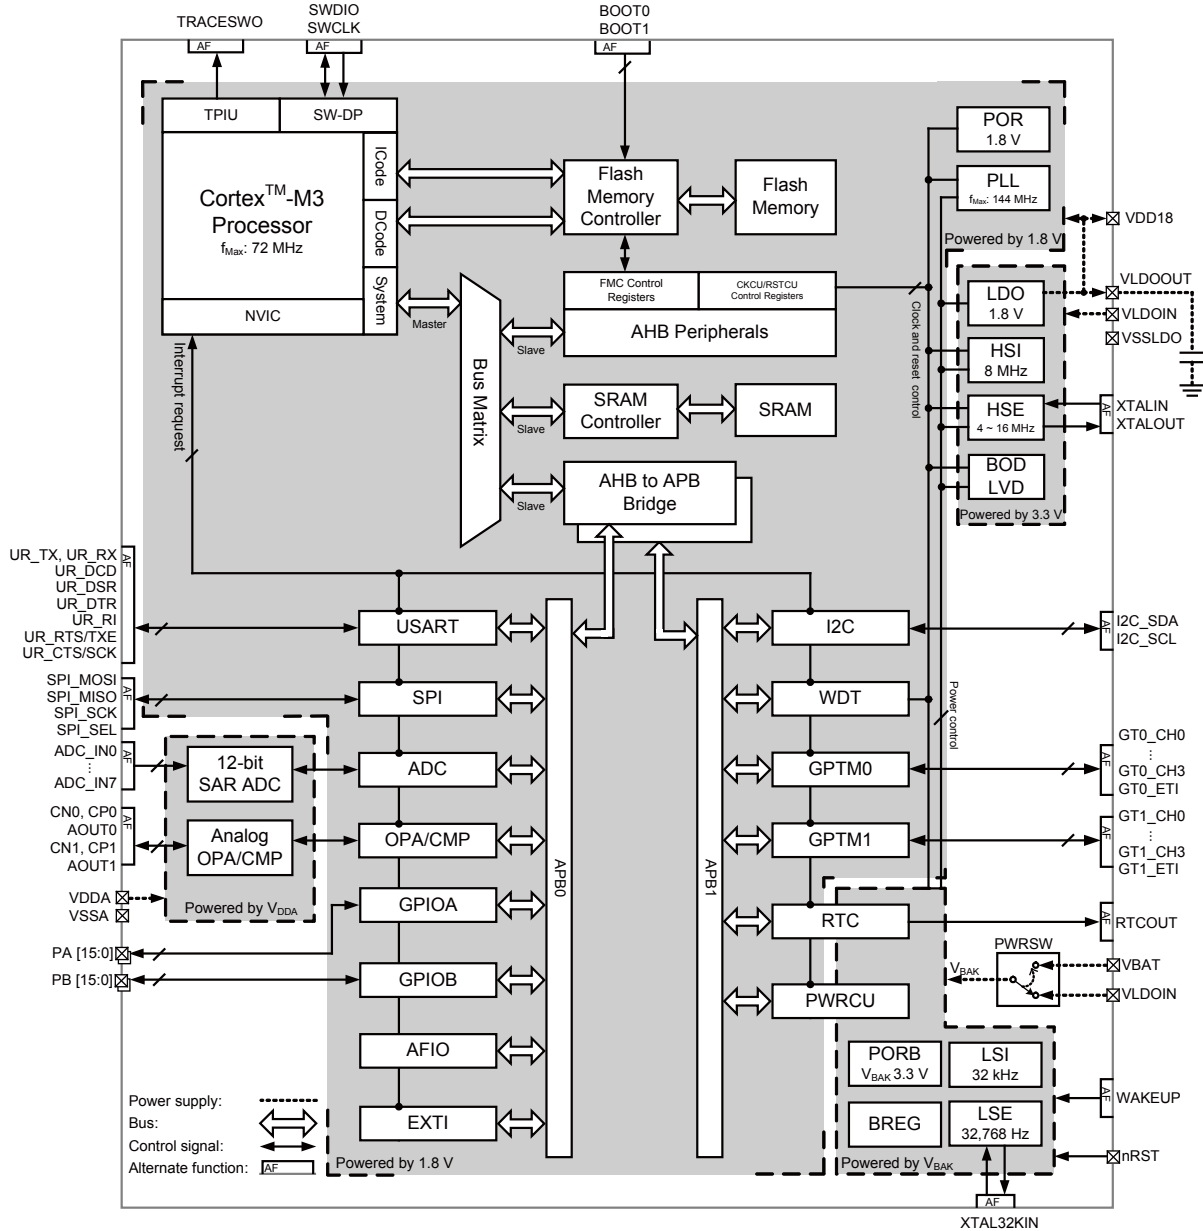 TRACESWO
SWDIO
SWCLK
BOOT0
BOOT1
AF
AF
AF
TPIU
SW-DP
POR
1.8 V
ICode
Cortex™-M3
Processor
fMax: 72 MHz
Flash
Memory
Controller
Flash
Memory
PLL
fMax: 144 MHz
DCode
VDD18
Powered by 1.8 V
System
FMC Control
Registers
CKCU/RSTCU
Control Registers
LDO
1.8 V
VLDOOUT
VLDOIN
NVIC
Master
AHB Peripherals
Slave
VSSLDO
Interrupt request
Bus Matrix
Clock and reset control
HSI
8 MHz
SRAM
Controller
SRAM
Slave
HSE
4 ~ 16 MHz
AF
XTALIN
XTALOUT
AHB to APB
Bridge
Slave
BOD
LVD
Powered by 3.3 V
UR_TX, UR_RX
UR_DCD
UR_DSR
UR_DTR
UR_RI
UR_RTS/TXE
UR_CTS/SCK
AF
USART
I2C
AF
I2C_SDA
I2C_SCL
SPI_MOSI
SPI_MISO
SPI_SCK
SPI_SEL
AF
SPI
WDT
Power control
ADC_IN0
...
ADC_IN7
AF
12-bit
SAR ADC
ADC
GPTM0
AF
GT0_CH0
...
GT0_CH3
GT0_ETI
CN0, CP0
AOUT0
CN1, CP1
AOUT1
AF
Analog
OPA/CMP
OPA/CMP
GPTM1
AF
GT1_CH0
...
GT1_CH3
GT1_ETI
APB0
APB1
VDDA
VSSA
Powered by VDDA
GPIOA
RTC
AF
RTCOUT
PA [15:0]
PB [15:0]
GPIOB
PWRCU
VBAK
PWRSW
VBAT
VLDOIN
AFIO
PORB
VBAK 3.3 V
LSI
32 kHz
EXTI
BREG
LSE
32,768 Hz
AF
WAKEUP
nRST
Power supply:
Bus:
Control signal:
Alternate function:
AF
Powered by 1.8 V
Powered by VBAK
AF
XTAL32KIN